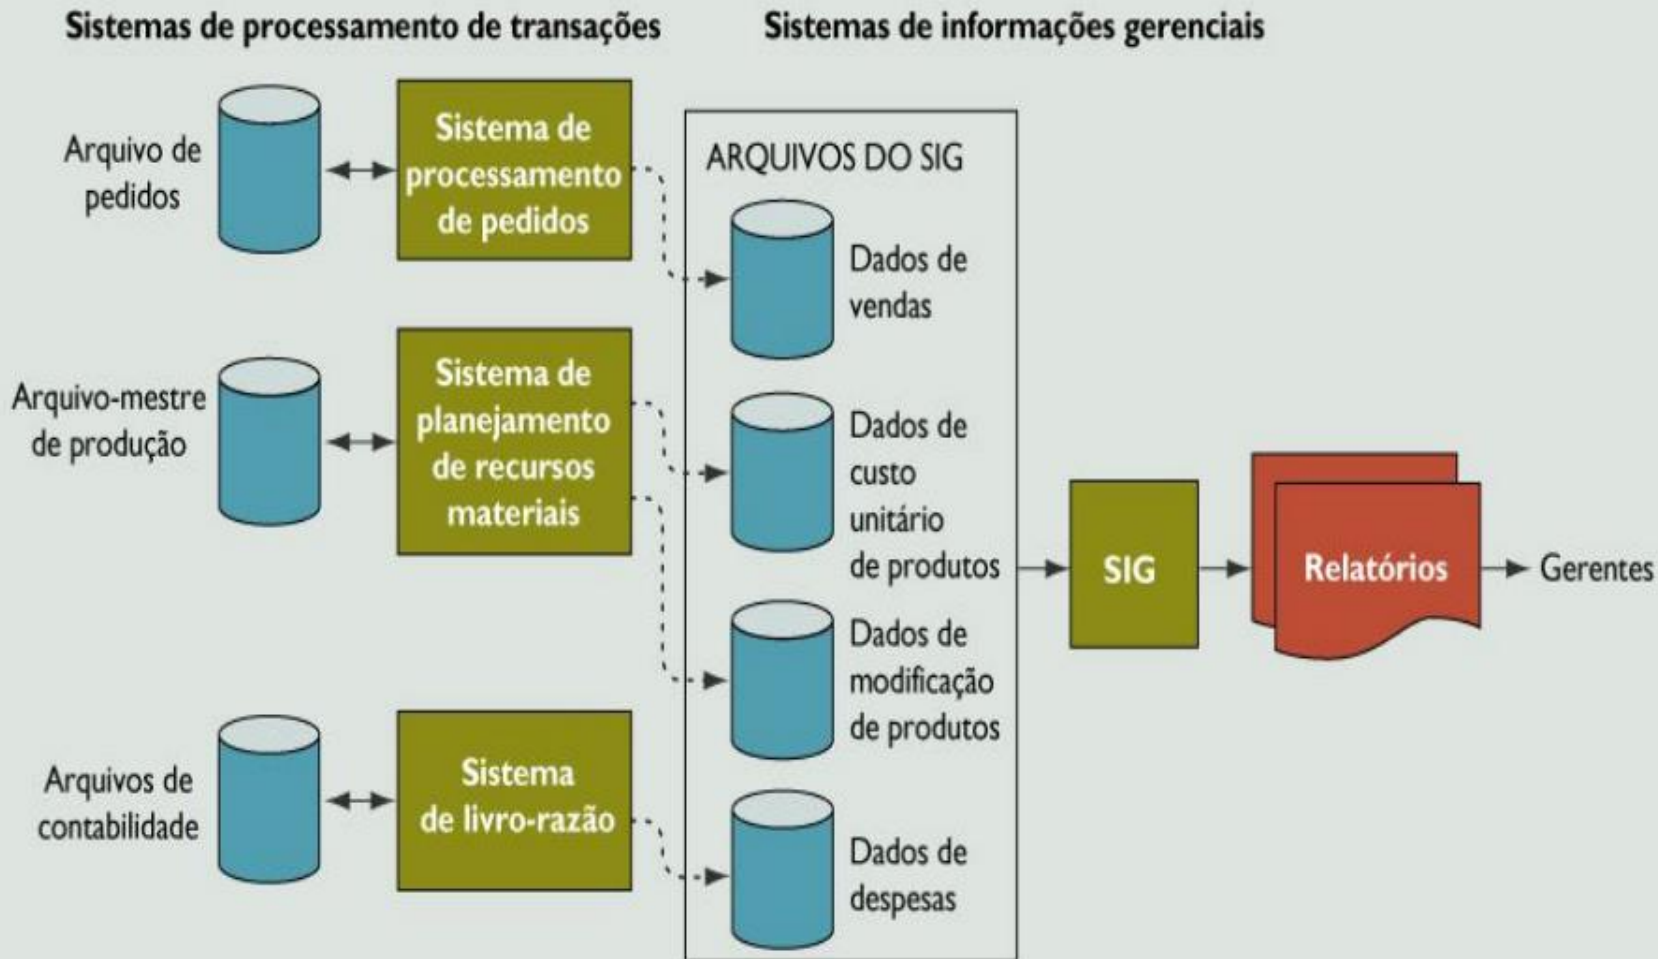 Sistemas de processamento de transações
Sistemas de informações gerenciais
Arquivo de
pedidos
Sistema de
processamento
de pedidos
Arquivo-mestre
de produção
Sistema de
planejamento
de recursos
materiais
Arquivos de
contabilidade
Sistema
de livro-razão
ARQUIVOS DO SIG
Dados de
vendas
Dados de
custo
unitário
de produtos
Dados de
modificação
de produtos
Dados de
despesas
SIG
Relatórios
Gerentes